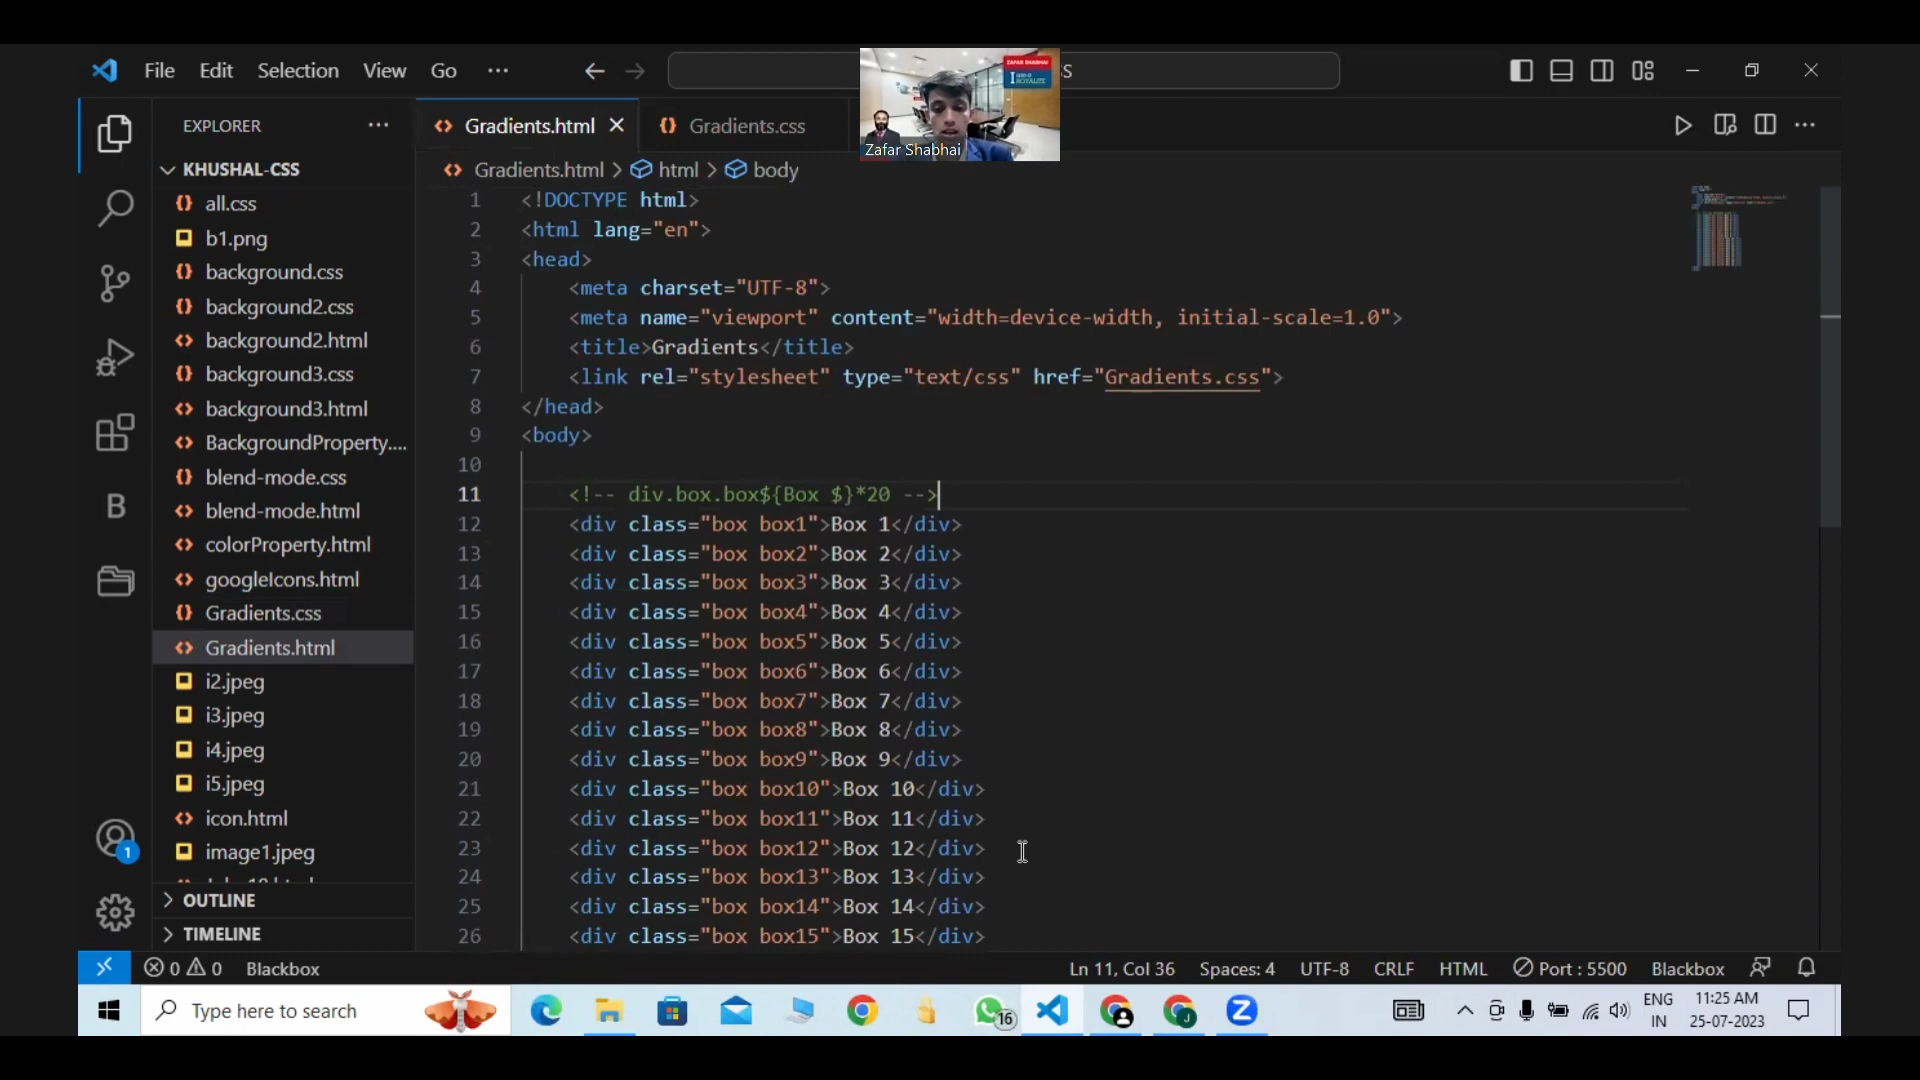 File Edit Selection View Go ...
SS
ZAFAR SHABHAI
Zafar Shabhai
EXPLORER
Gradients.html
Gradients.css
Gradients.html > html > body
KHUSHAL-CSS
all.css
b1.png
background.css
background2.css
background2.html
background3.css
background3.html
BackgroundProperty....
blend-mode.css
blend-mode.html
colorProperty.html
googleIcons.html
Gradients.css
Gradients.html
i2.jpeg
i3.jpeg
i4.jpeg
i5.jpeg
icon.html
image1.jpeg
OUTLINE
TIMELINE
1 <!DOCTYPE html>
2 <html lang="en">
3 <head>
4 <meta charset="UTF-8">
5 <meta name="viewport" content="width=device-width, initial-scale=1.0">
6 <title>Gradients</title>
7 <link rel="stylesheet" type="text/css" href="Gradients.css">
8 </head>
9 <body>
10
11 <!-- div.box.box${Box $}*20 -->
12 <div class="box box1">Box 1</div>
13 <div class="box box2">Box 2</div>
14 <div class="box box3">Box 3</div>
15 <div class="box box4">Box 4</div>
16 <div class="box box5">Box 5</div>
17 <div class="box box6">Box 6</div>
18 <div class="box box7">Box 7</div>
19 <div class="box box8">Box 8</div>
20 <div class="box box9">Box 9</div>
21 <div class="box box10">Box 10</div>
22 <div class="box box11">Box 11</div>
23 <div class="box box12">Box 12</div>
24 <div class="box box13">Box 13</div>
25 <div class="box box14">Box 14</div>
26 <div class="box box15">Box 15</div>
1
0 0 Blackbox
Ln 11, Col 36 Spaces: 4 UTF-8 CRLF HTML Port : 5500 Blackbox
Type here to search
16
ENG
IN
11:25 AM
25-07-2023